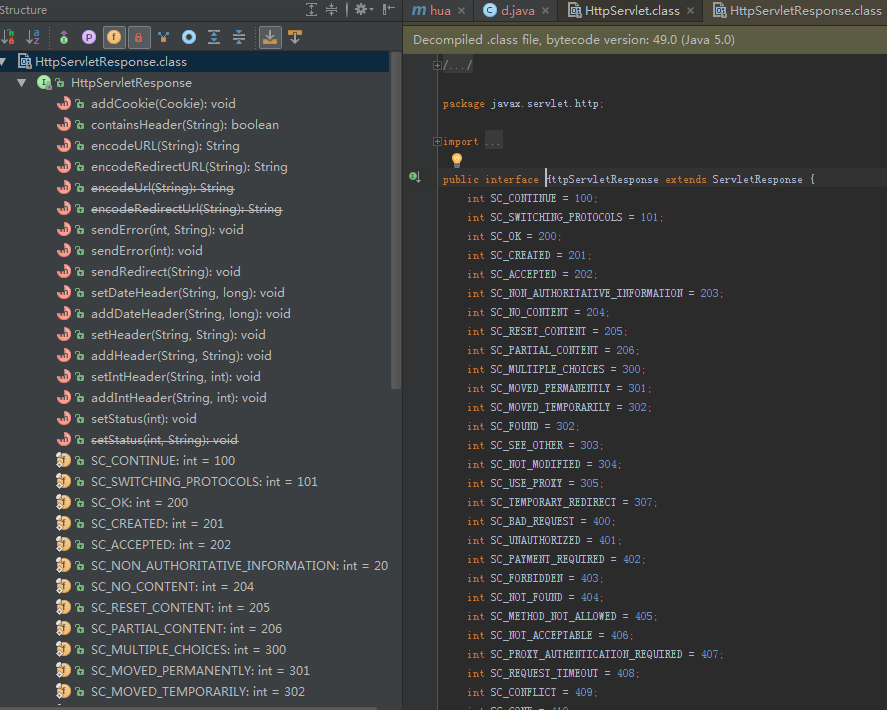 Structure
HttpServletResponse.class
HttpServletResponse
addCookie(Cookie): void
containsHeader(String): boolean
encodeURL(String): String
encodeRedirectURL(String): String
encodeUrl(String): String
encodeRedirectUrl(String): String
sendError(int, String): void
sendError(int): void
sendRedirect(String): void
setDateHeader(String, long): void
addDateHeader(String, long): void
setHeader(String, String): void
addHeader(String, String): void
setIntHeader(String, int): void
addIntHeader(String, int): void
setStatus(int): void
setStatus(int, String): void
SC_CONTINUE: int = 100
SC_SWITCHING_PROTOCOLS: int = 101
SC_OK: int = 200
SC_CREATED: int = 201
SC_ACCEPTED: int = 202
SC_NON_AUTHORITATIVE_INFORMATION: int = 20
SC_NO_CONTENT: int = 204
SC_RESET_CONTENT: int = 205
SC_PARTIAL_CONTENT: int = 206
SC_MULTIPLE_CHOICES: int = 300
SC_MOVED_PERMANENTLY: int = 301
SC_MOVED_TEMPORARILY: int = 302
m hua × C d.java × HttpServlet.class × HttpServletResponse.class
Decompiled .class file, bytecode version: 49.0 (Java 5.0)
/.../
package javax.servlet.http;
import ...
public interface HttpServletResponse extends ServletResponse {
int SC_CONTINUE = 100;
int SC_SWITCHING_PROTOCOLS = 101;
int SC_OK = 200;
int SC_CREATED = 201;
int SC_ACCEPTED = 202;
int SC_NON_AUTHORITATIVE_INFORMATION = 203;
int SC_NO_CONTENT = 204;
int SC_RESET_CONTENT = 205;
int SC_PARTIAL_CONTENT = 206;
int SC_MULTIPLE_CHOICES = 300;
int SC_MOVED_PERMANENTLY = 301;
int SC_MOVED_TEMPORARILY = 302;
int SC_FOUND = 302;
int SC_SEE_OTHER = 303;
int SC_NOT_MODIFIED = 304;
int SC_USE_PROXY = 305;
int SC_TEMPORARY_REDIRECT = 307;
int SC_BAD_REQUEST = 400;
int SC_UNAUTHORIZED = 401;
int SC_PAYMENT_REQUIRED = 402;
int SC_FORBIDDEN = 403;
int SC_NOT_FOUND = 404;
int SC_METHOD_NOT_ALLOWED = 405;
int SC_NOT_ACCEPTABLE = 406;
int SC_PROXY_AUTHENTICATION_REQUIRED = 407;
int SC_REQUEST_TIMEOUT = 408;
int SC_CONFLICT = 409;
int SC_GONE = 410